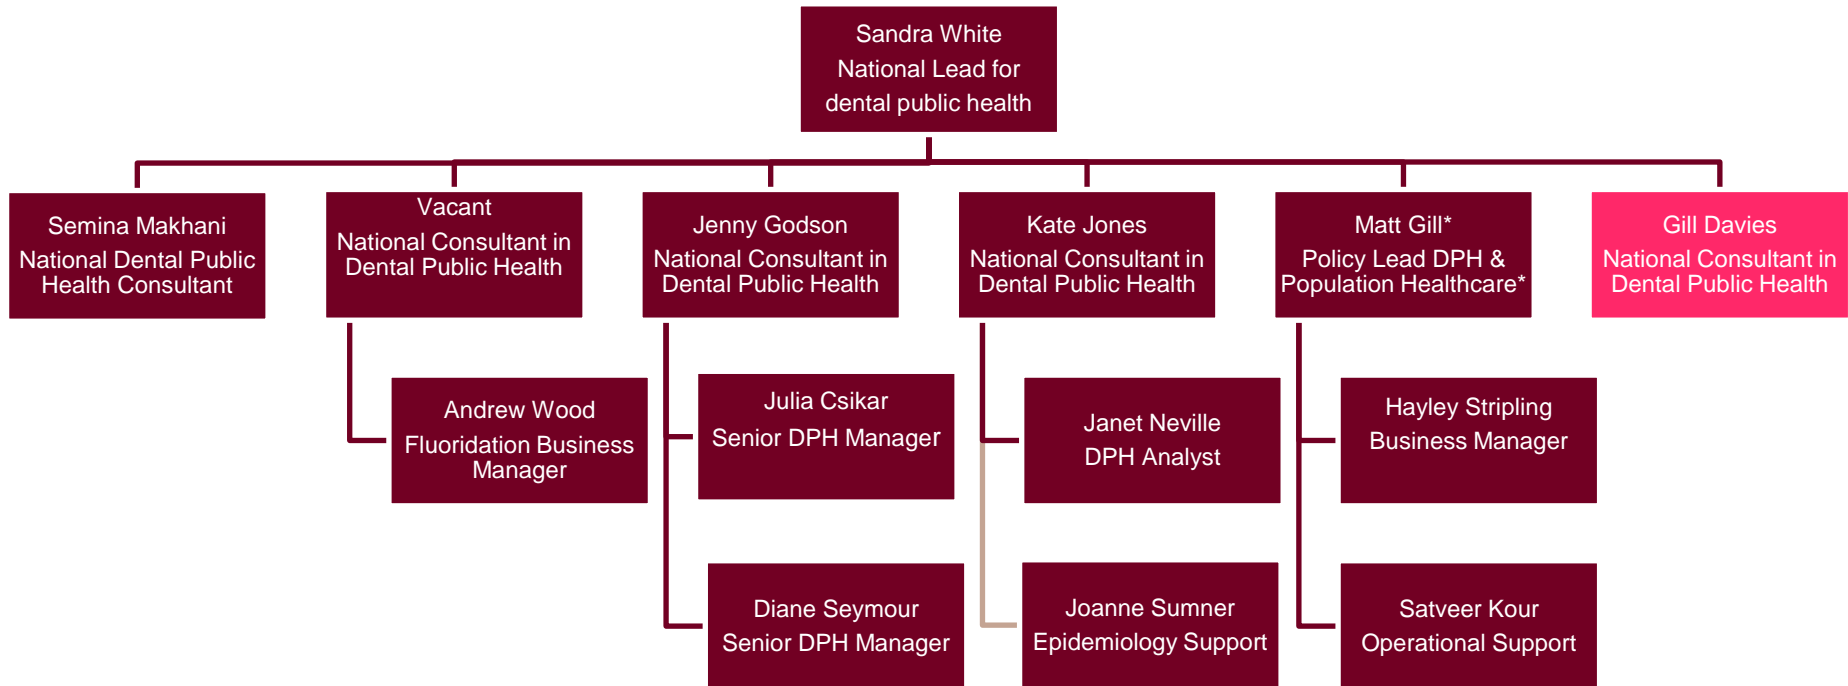 Sandra White
National Lead for
dental public health
Semina Makhani
National Dental Public
Health Consultant
Vacant
National Consultant in
Dental Public Health
Jenny Godson
National Consultant in
Dental Public Health
Kate Jones
National Consultant in
Dental Public Health
Matt Gill*
Policy Lead DPH &
Population Healthcare*
Gill Davies
National Consultant in
Dental Public Health
Andrew Wood
Fluoridation Business
Manager
Julia Csikar
Senior DPH Manager
Janet Neville
DPH Analyst
Hayley Stripling
Business Manager
Diane Seymour
Senior DPH Manager
Joanne Sumner
Epidemiology Support
Satveer Kour
Operational Support